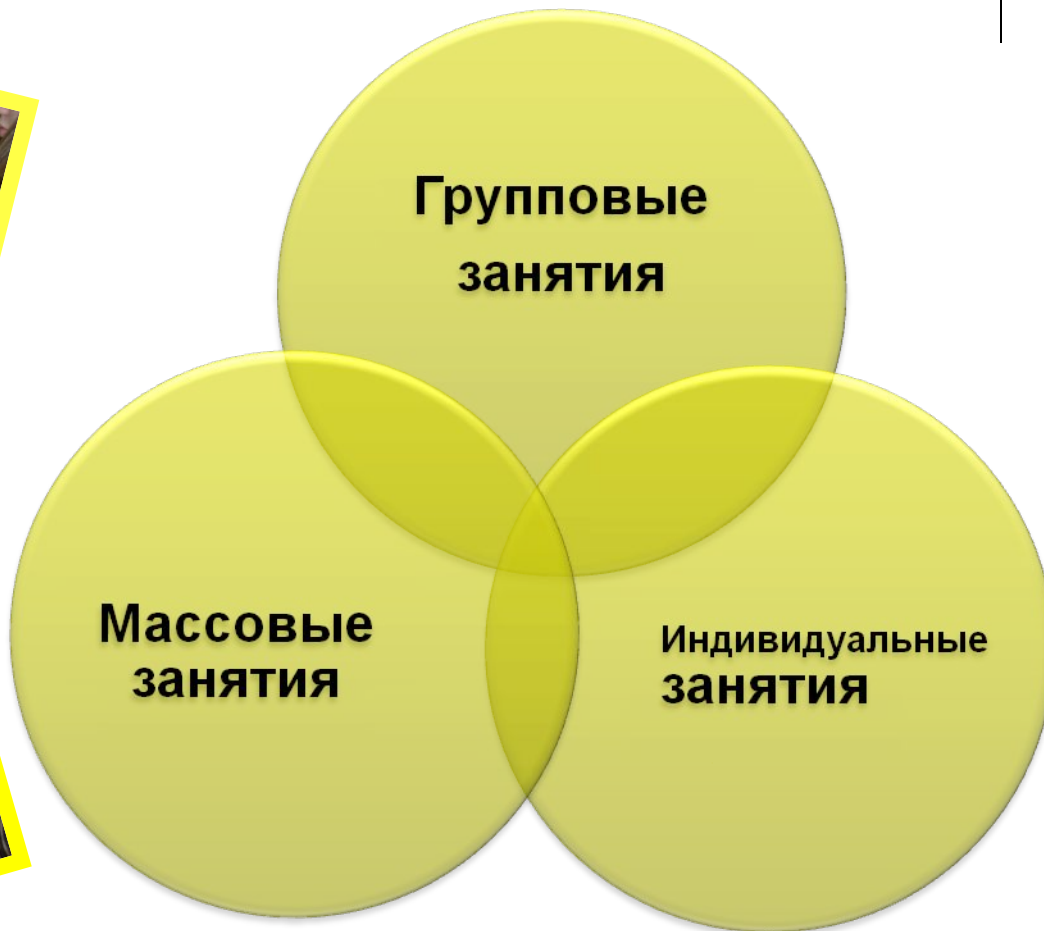 Групповые
занятия
Массовые
занятия
Индивидуальные
занятия